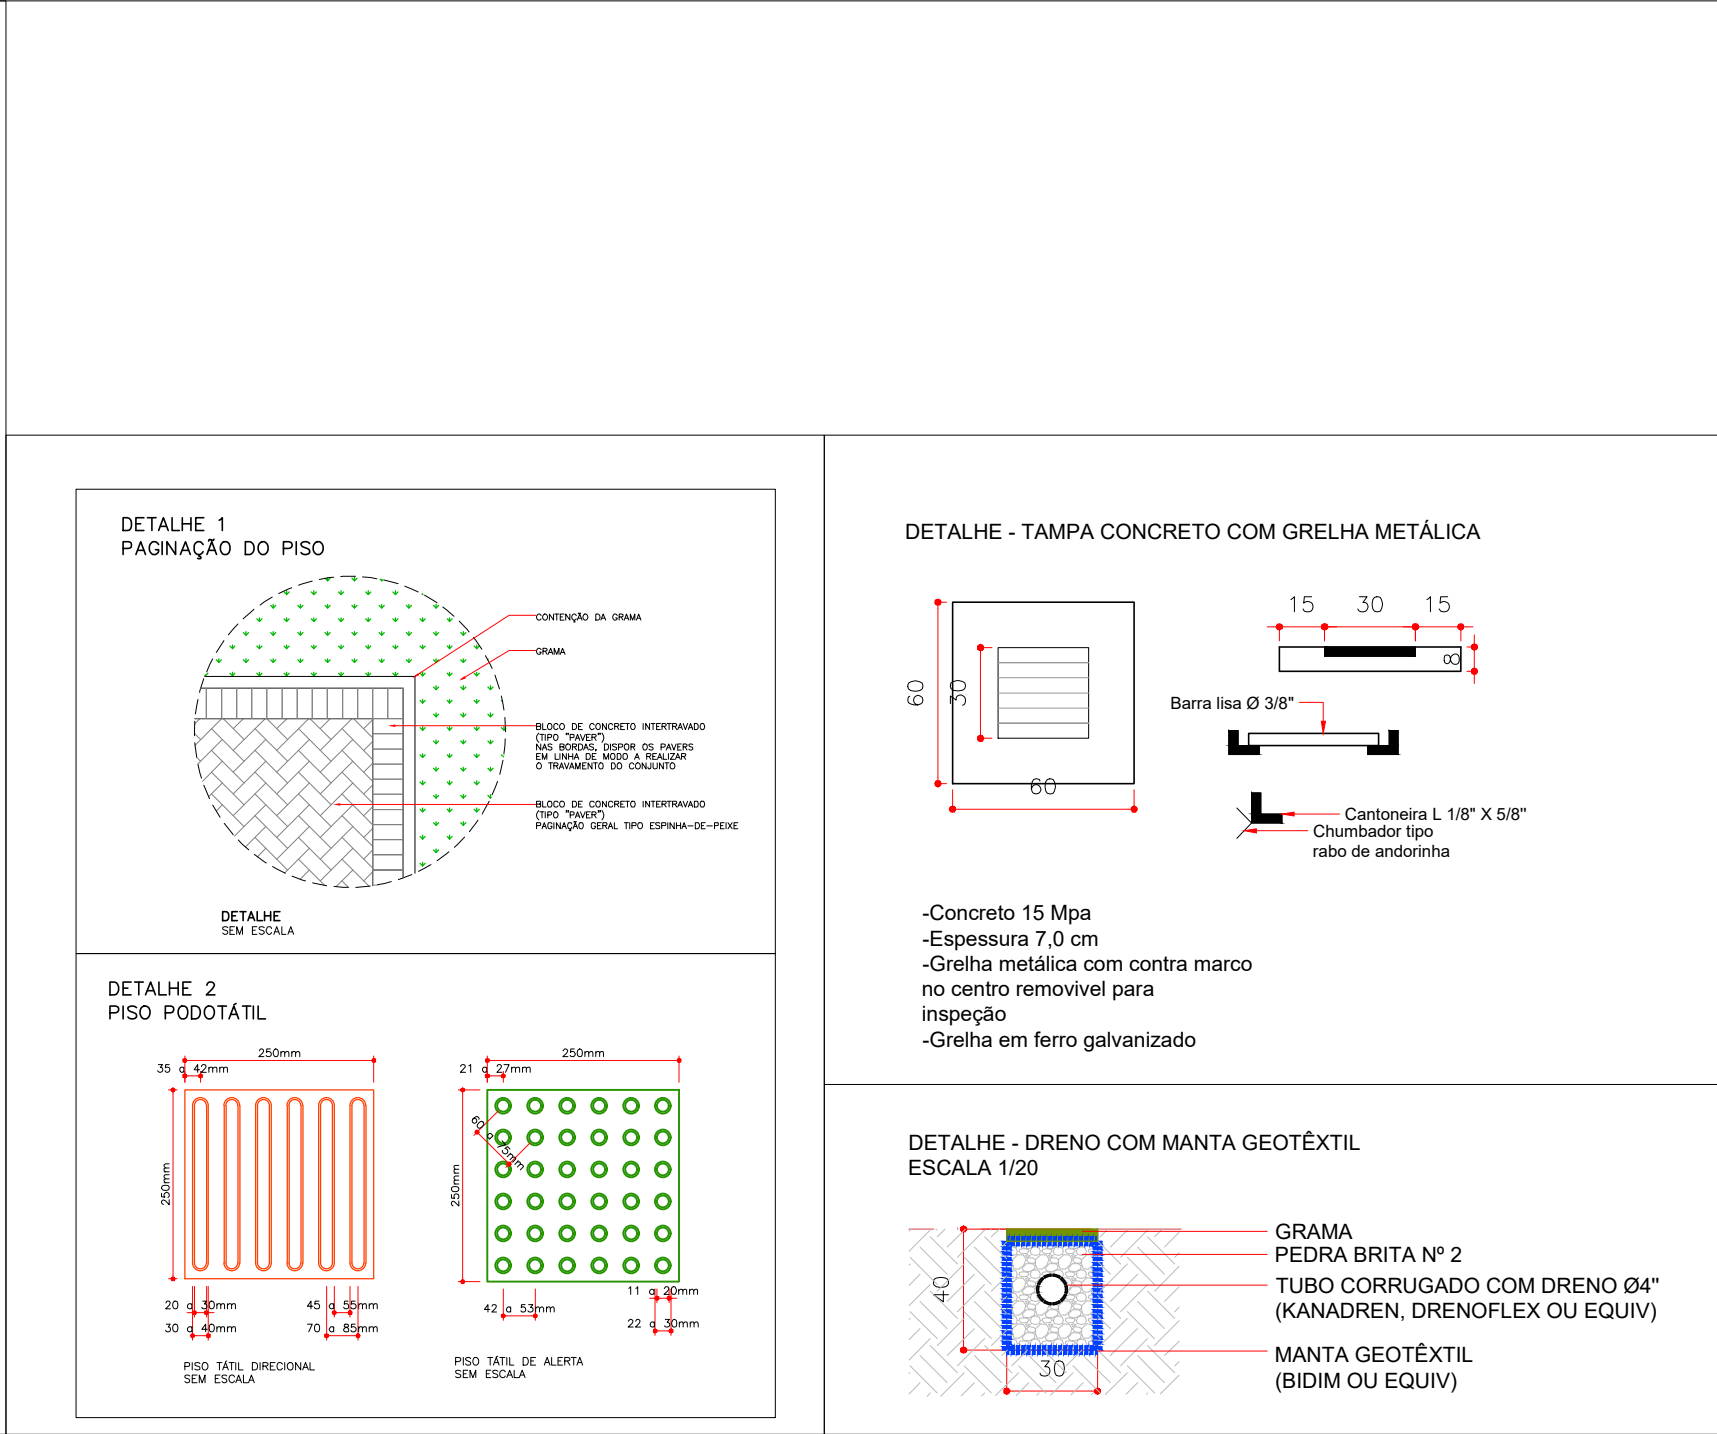 DETALHE 1
PAGINAÇÃO DO PISO
CONTENÇÃO DA GRAMA
GRAMA
BLOCO DE CONCRETO INTERTRAVADO
(TIPO "PAVER")
NAS BORDAS, DISPOR OS PAVERS
EM LINHA DE MODO A REALIZAR
O TRAVAMENTO DO CONJUNTO
BLOCO DE CONCRETO INTERTRAVADO
(TIPO "PAVER")
PAGINAÇÃO GERAL TIPO ESPINHA-DE-PEIXE
DETALHE
SEM ESCALA
DETALHE 2
PISO PODOTÁTIL
250mm
35 a 42mm
250mm
20 a 30mm
30 a 40mm
45 a 55mm
70 a 85mm
PISO TÁTIL DIRECIONAL
SEM ESCALA
250mm
21 a 27mm
60 a 75mm
250mm
42 a 53mm
11 a 20mm
22 a 30mm
PISO TÁTIL DE ALERTA
SEM ESCALA
DETALHE - TAMPA CONCRETO COM GRELHA METÁLICA
60
30
60
15 30 15
8
Barra lisa Ø 3/8"
Cantoneira L 1/8" X 5/8"
Chumbador tipo
rabo de andorinha
-Concreto 15 Mpa
-Espessura 7,0 cm
-Grelha metálica com contra marco
no centro removivel para
inspeção
-Grelha em ferro galvanizado
DETALHE - DRENO COM MANTA GEOTÊXTIL
ESCALA 1/20
40
30
GRAMA
PEDRA BRITA Nº 2
TUBO CORRUGADO COM DRENO Ø4"
(KANADREN, DRENOFLEX OU EQUIV)
MANTA GEOTÊXTIL
(BIDIM OU EQUIV)